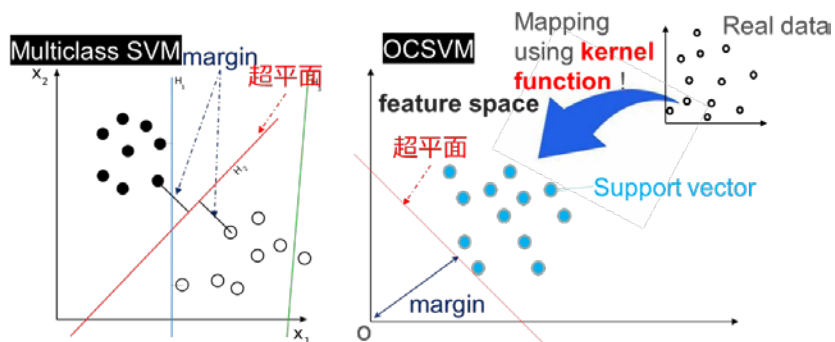 Multiclass SVM
margin
超平面
X2
H1
H2
X1
OCSVM
Mapping
using kernel
function !
Real data
feature space
超平面
Support vector
margin
O